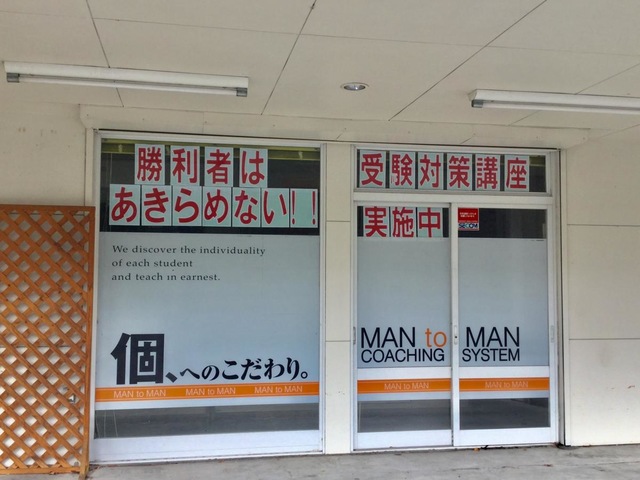 勝利者は
あきらめない!!
We discover the individuality
of each student
and teach in earnest.
個、へのこだわり。
MAN to MAN MAN to MAN MAN to MAN
受験対策講座
実施中
SECOM
MAN to MAN
COACHING SYSTEM
MAN to MAN MAN to MAN